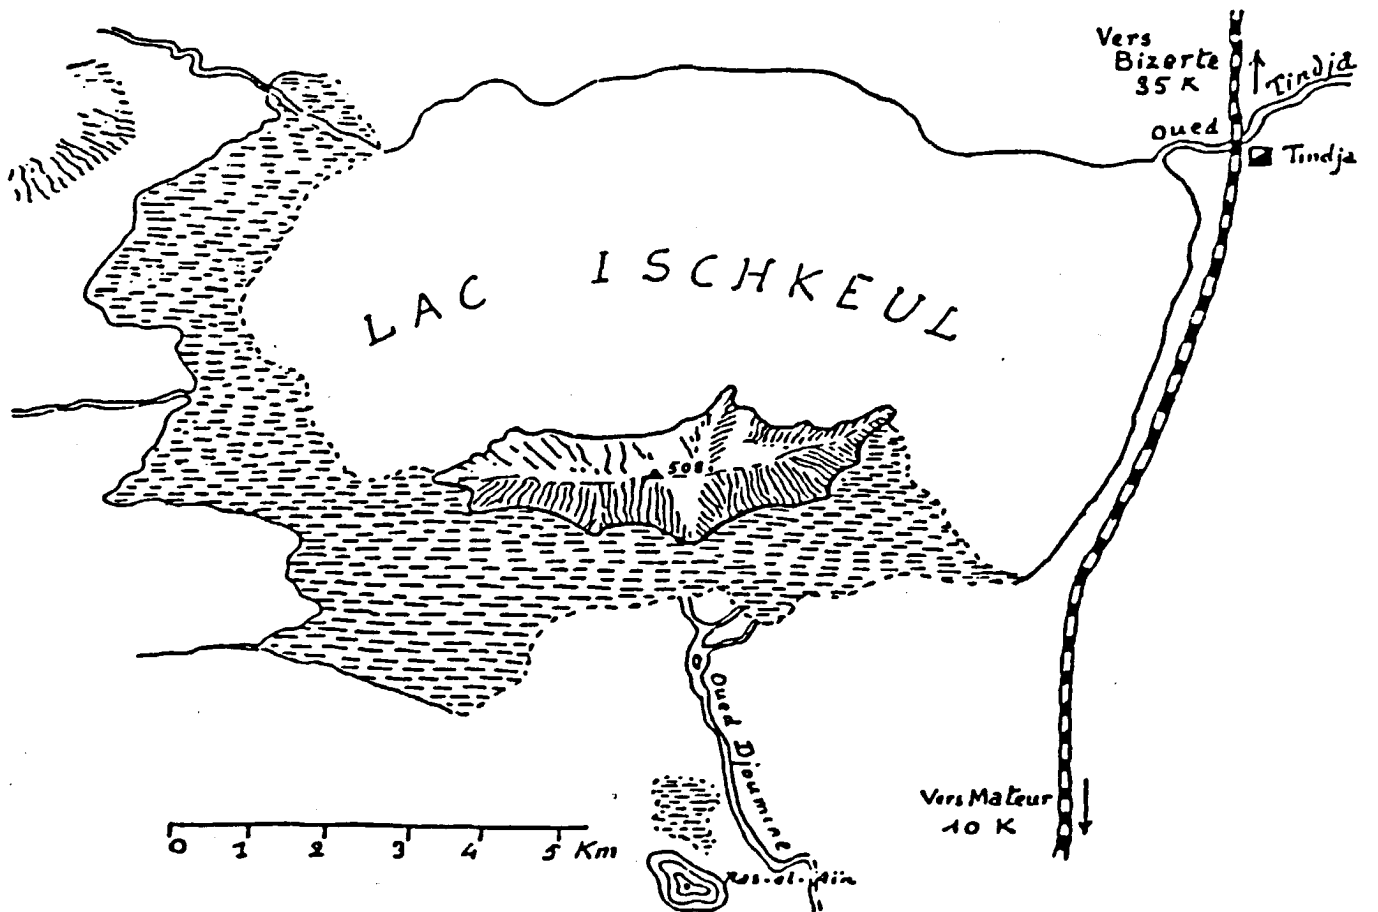 Vers
Bizerte
35 K
Tindja
Oued
Tindja
LAC ISCHKEUL
508
Oued Djoumine
Vers Mateur
10 K
0 1 2 3 4 5 Km
Ras-el-Aïn